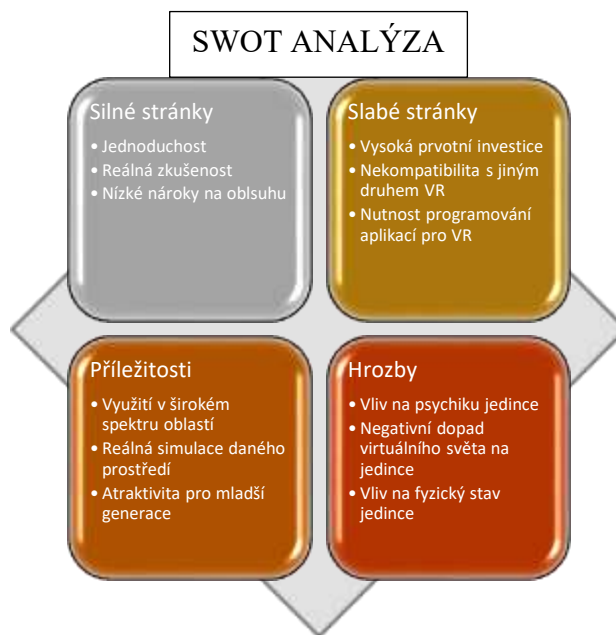 SWOT ANALÝZA
Silné stránky
• Jednoduchost
• Reálná zkušenost
• Nízké nároky na oblsuhu
Slabé stránky
• Vysoká prvotní investice
• Nekompatibilita s jiným
druhem VR
• Nutnost programování
aplikací pro VR
Příležitosti
• Využití v širokém
spektru oblastí
• Reálná simulace daného
prostředí
• Atraktivita pro mladší
generace
Hrozby
• Vliv na psychiku jedince
• Negativní dopad
virtuálního světa na
jedince
• Vliv na fyzický stav
jedince